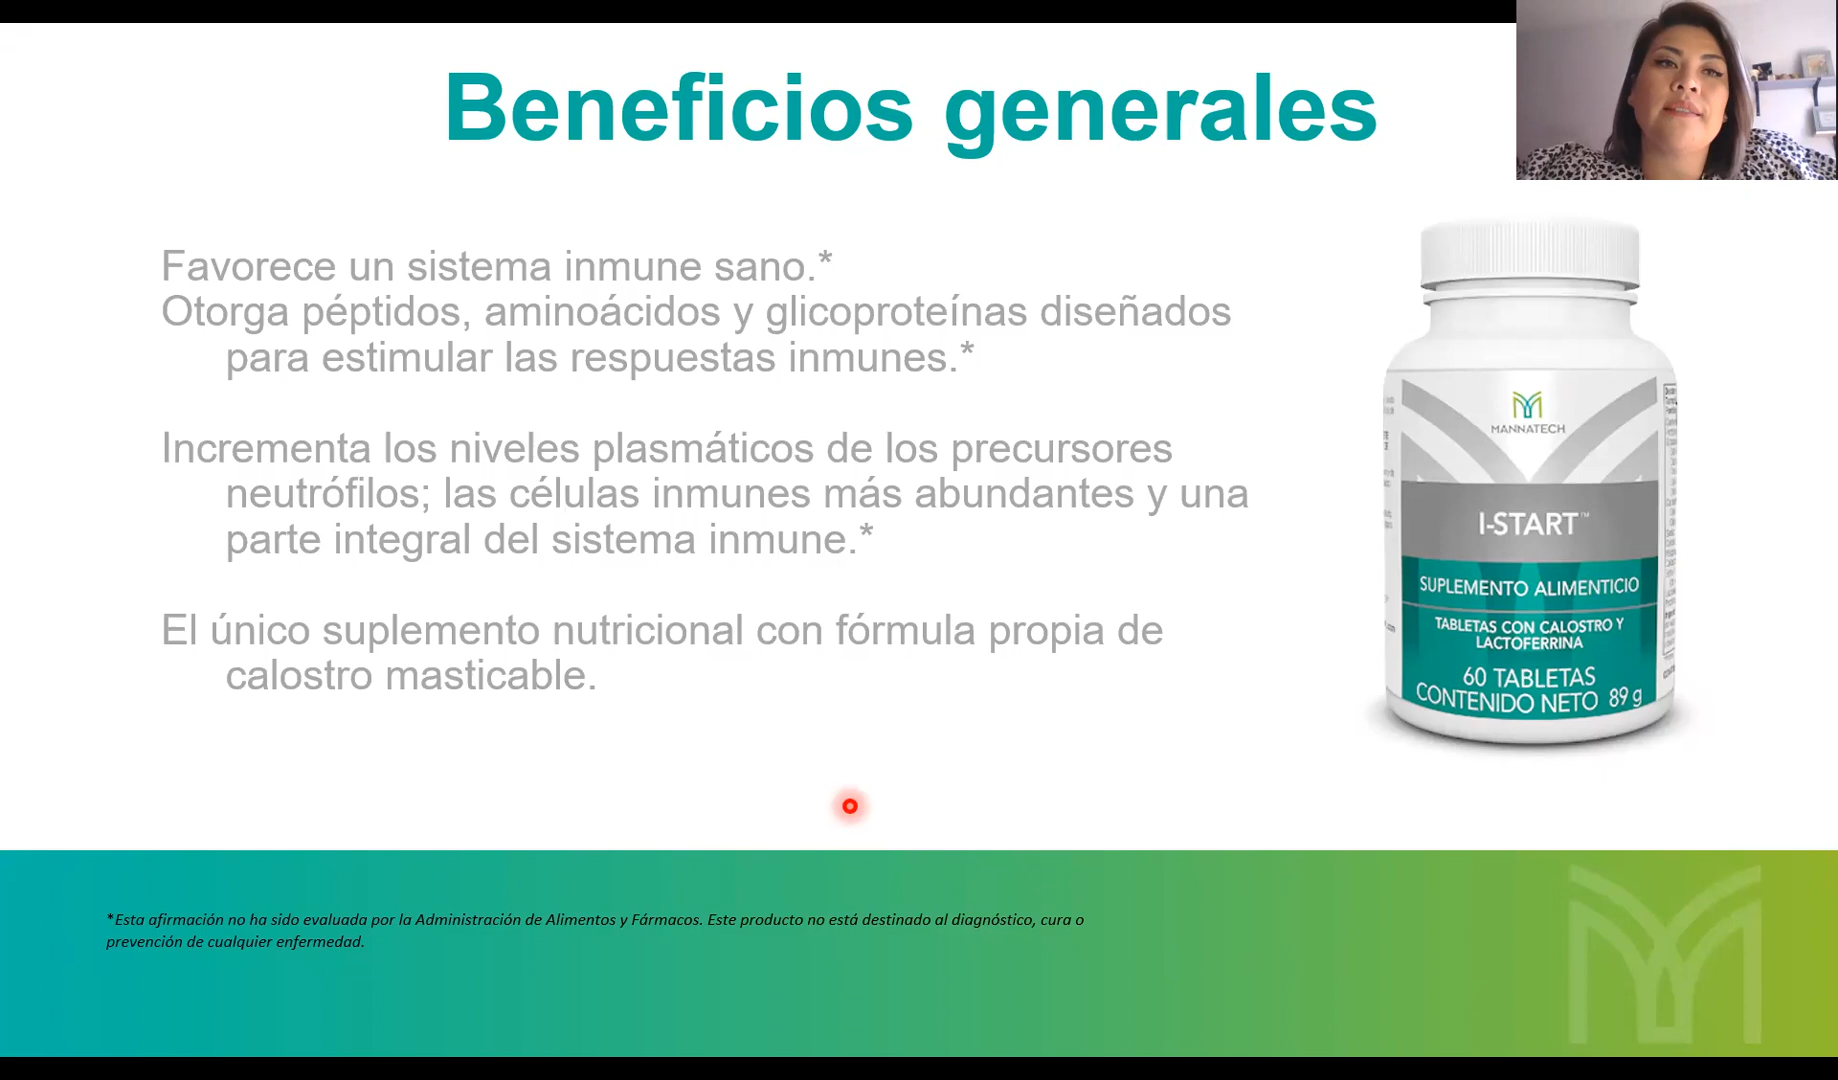 Beneficios generales
Favorece un sistema inmune sano.*
Otorga péptidos, aminoácidos y glicoproteínas diseñados
para estimular las respuestas inmunes.*
Incrementa los niveles plasmáticos de los precursores
neutrófilos; las células inmunes más abundantes y una
parte integral del sistema inmune.*
El único suplemento nutricional con fórmula propia de
calostro masticable.
MANNATECH
I-START™
SUPLEMENTO ALIMENTICIO
TABLETAS CON CALOSTRO Y
LACTOFERRINA
60 TABLETAS
CONTENIDO NETO 89 g
*Esta afirmación no ha sido evaluada por la Administración de Alimentos y Fármacos. Este producto no está destinado al diagnóstico, cura o
prevención de cualquier enfermedad.